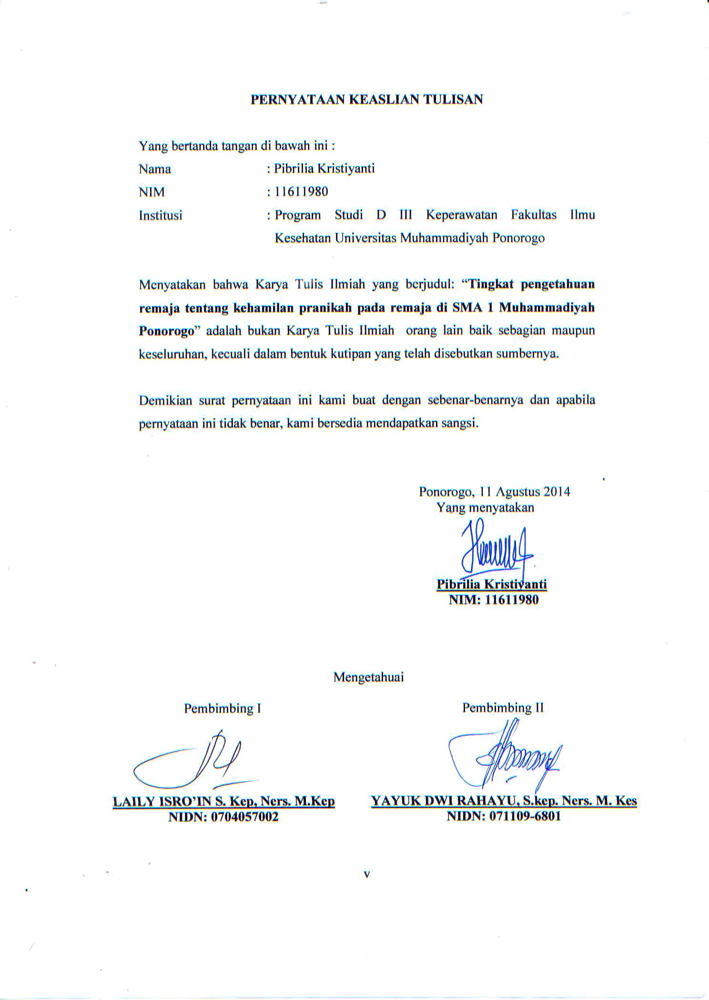 PERNYATAAN KEASLIAN TULISAN
Yang bertanda tangan di bawah ini :
Nama : Pibrilia Kristiyanti
NIM : 11611980
Institusi : Program Studi D III Keperawatan Fakultas Ilmu
Kesehatan Universitas Muhammadiyah Ponorogo
Menyatakan bahwa Karya Tulis Ilmiah yang berjudul: “Tingkat pengetahuan
remaja tentang kehamilan pranikah pada remaja di SMA 1 Muhammadiyah
Ponorogo” adalah bukan Karya Tulis Ilmiah orang lain baik sebagian maupun
keseluruhan, kecuali dalam bentuk kutipan yang telah disebutkan sumbernya.
Demikian surat pernyataan ini kami buat dengan sebenar-benarnya dan apabila
pernyataan ini tidak benar, kami bersedia mendapatkan sangsi.
Ponorogo, 11 Agustus 2014
Yang menyatakan
Pibrilia Kristiyanti
NIM: 11611980
Mengetahuai
Pembimbing I
LAILY ISRO’IN S. Kep, Ners. M.Kep
NIDN: 0704057002
Pembimbing II
YAYUK DWI RAHAYU, S.kep. Ners. M. Kes
NIDN: 071109-6801
v